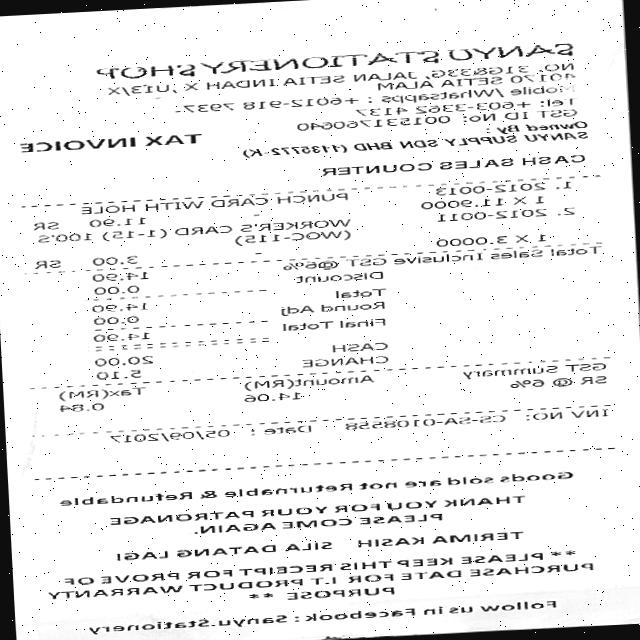 SANYU STATIONERY SHOP
NO. 31G&33G, JALAN SETIA INDAH X ,U13/X
40170 SETIA ALAM
Mobile /Whatsapps : +6012-918 7937
Tel: +603-3362 4137
GST ID No: 001531760640
TAX INVOICE
Owned By :
SANYU SUPPLY SDN BHD (1135772-K)
CASH SALES COUNTER
1. 2012-0013 PUNCH CARD WITH HOLE
1 X 11.9000 - 11.90 SR
2. 2012-0011 WORKER'S CARD (1-15) 100'S
(WOC-115)
1 X 3.0000 - 3.00 SR
Total Sales Inclusive GST @6% 14.90
Discount 0.00
Total 14.90
Round Adj 0.00
Final Total 14.90
CASH 20.00
CHANGE 5.10
GST Summary Amount(RM) Tax(RM)
SR @ 6% 14.06 0.84
INV NO: CS-SA-0108558 Date : 05/09/2017
Goods sold are not Returnable & Refundable
THANK YOU FOR YOUR PATRONAGE
PLEASE COME AGAIN.
TERIMA KASIH SILA DATANG LAGI
** PLEASE KEEP THIS RECEIPT FOR PROVE OF
PURCHASE DATE FOR I.T PRODUCT WARRANTY
PURPOSE **
Follow us in Facebook : Sanyu.Stationery